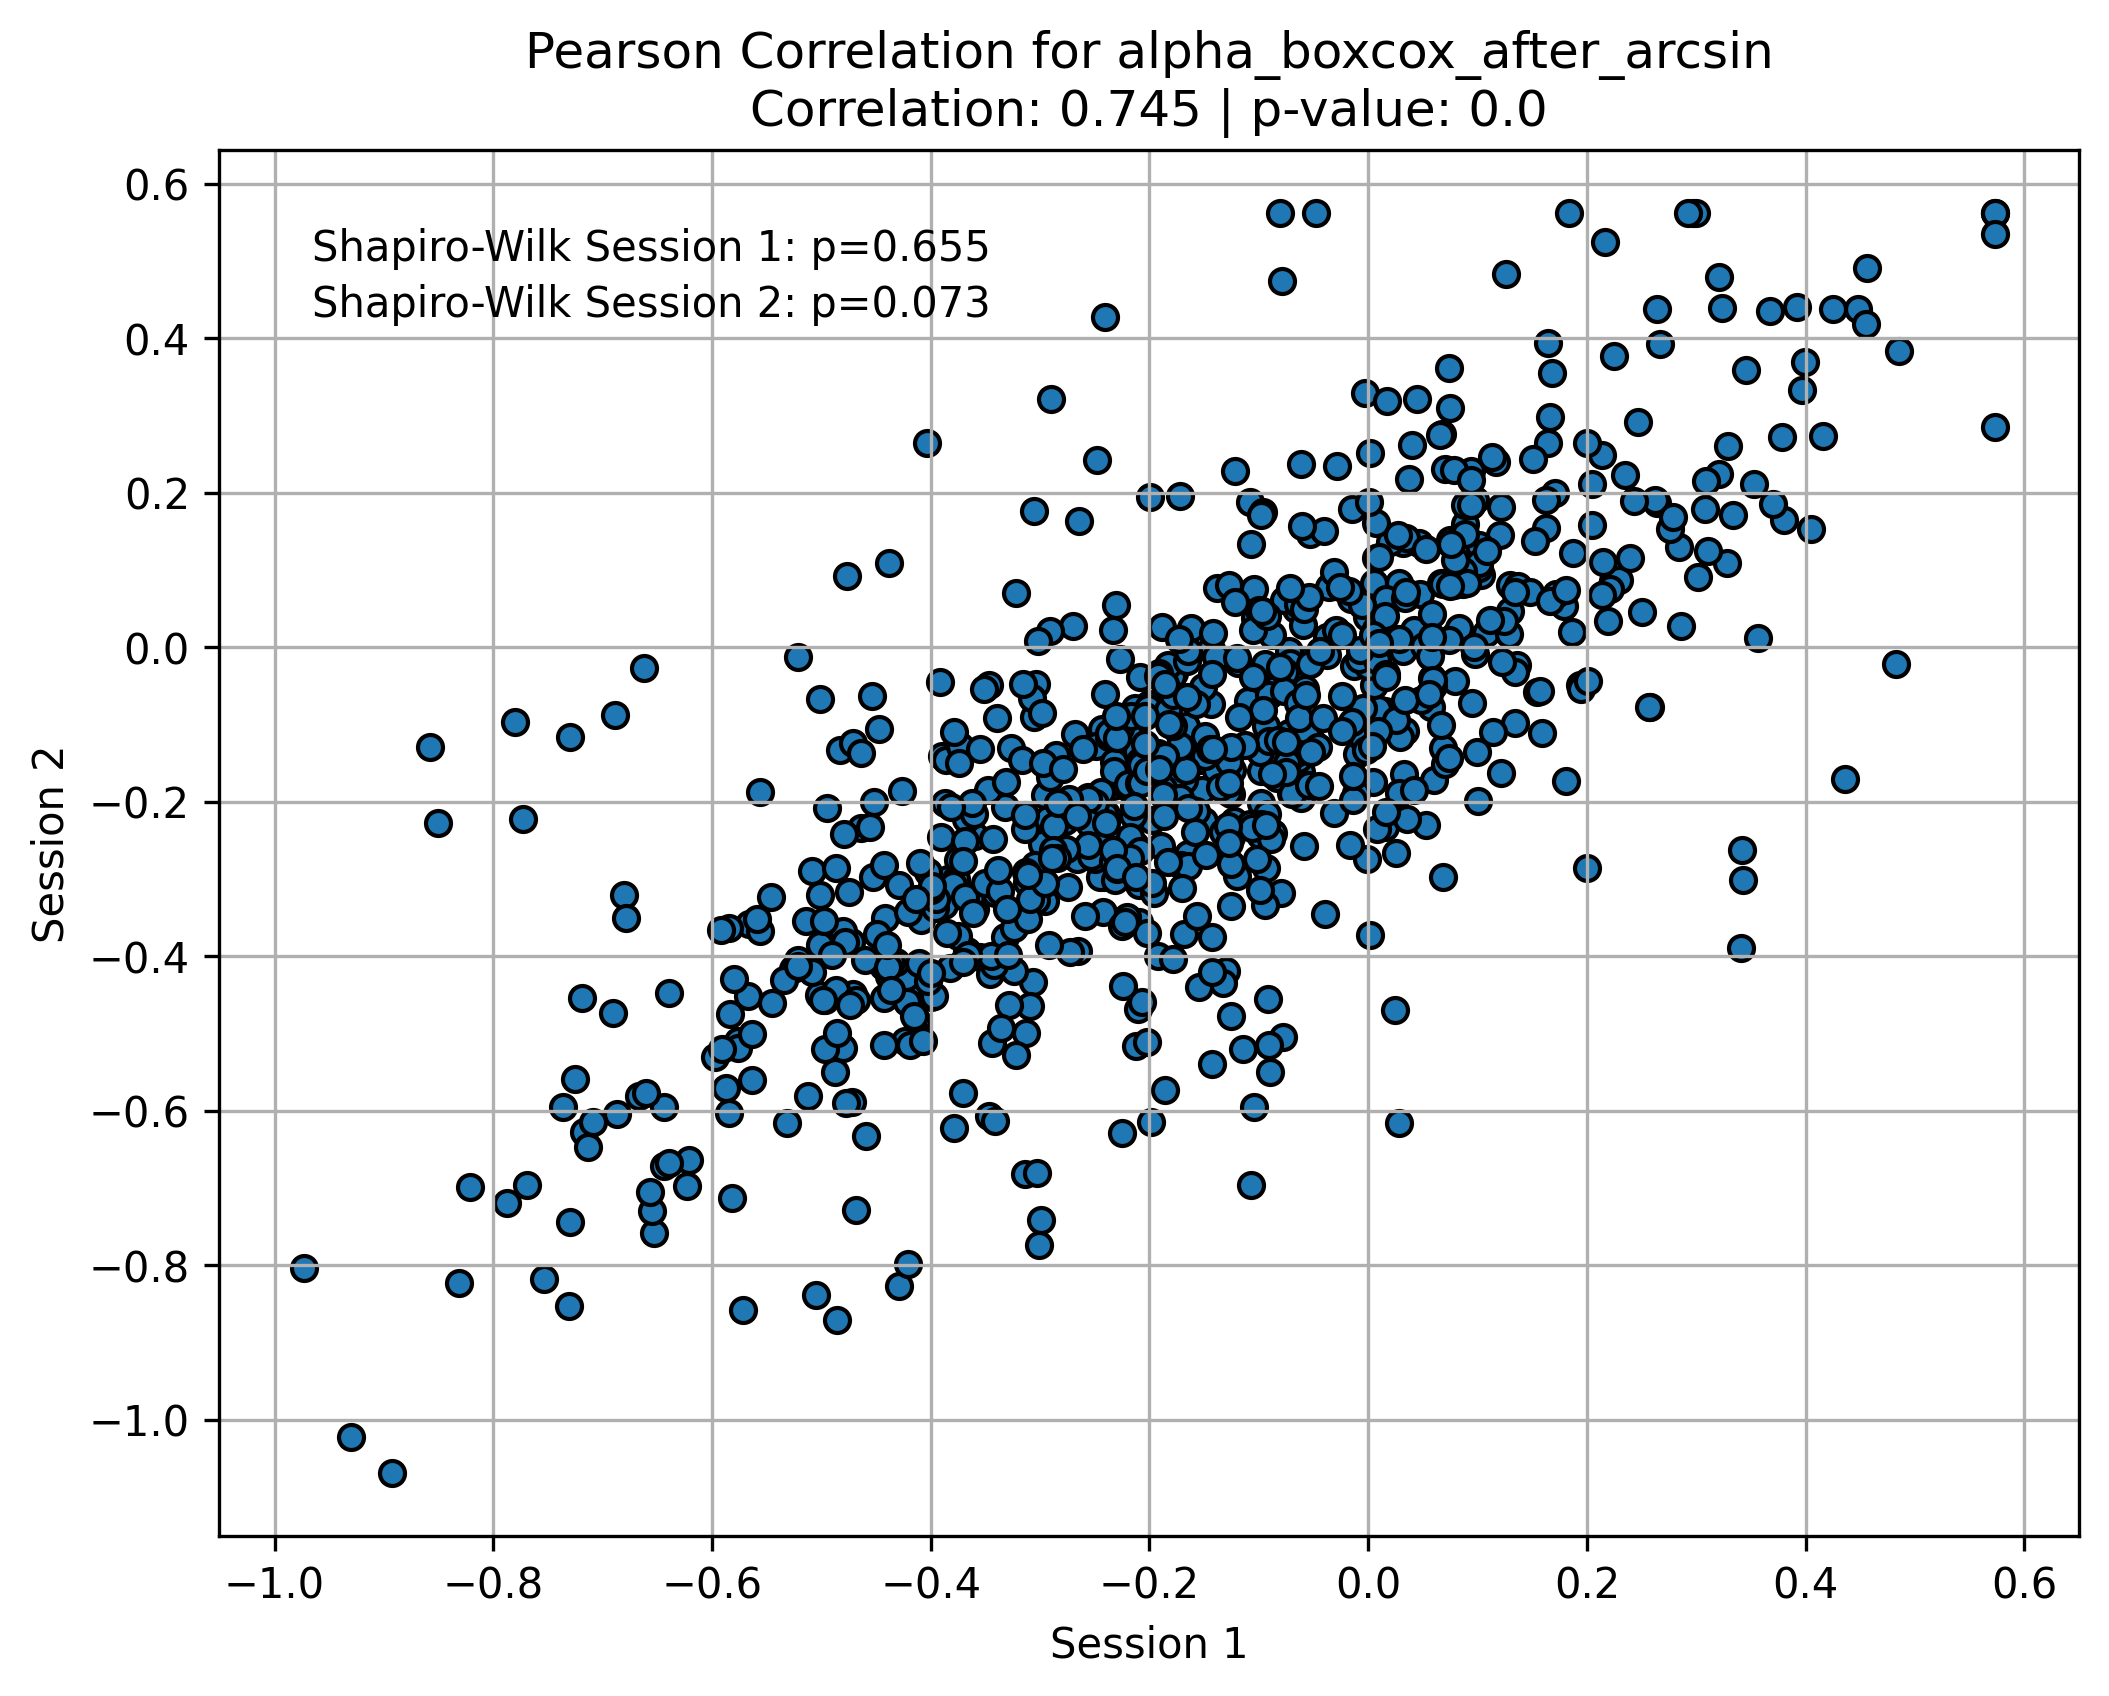 Pearson Correlation for alpha_boxcox_after_arcsin
Correlation: 0.745 | p-value: 0.0
Shapiro-Wilk Session 1: p=0.655
Shapiro-Wilk Session 2: p=0.073
0.6
0.4
0.2
0.0
−0.2
−0.4
−0.6
−0.8
−1.0
Session 2
−1.0 −0.8 −0.6 −0.4 −0.2 0.0 0.2 0.4 0.6
Session 1